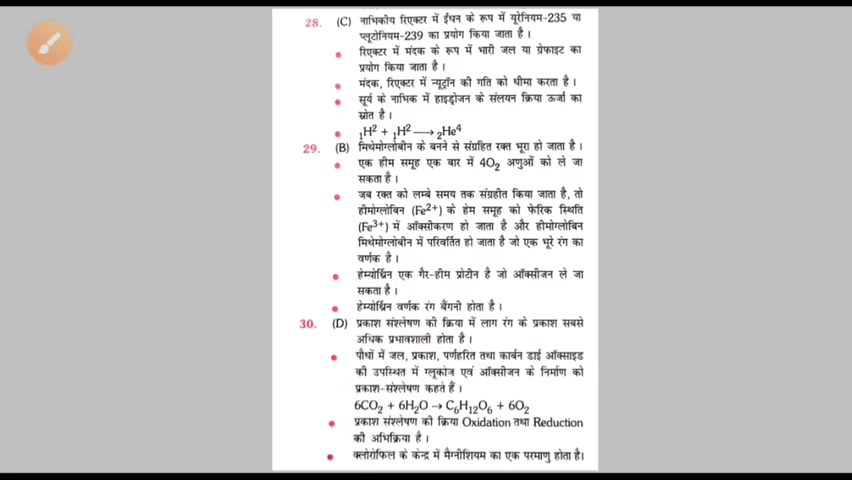 28. (C) नाभिकीय रिएक्टर में ईंधन के रूप में यूरेनियम-235 या
प्लूटोनियम-239 का प्रयोग किया जाता है।
• रिएक्टर में मंदक के रूप में भारी जल या ग्रेफाइट का
प्रयोग किया जाता है।
• मंदक, रिएक्टर में न्यूट्रॉन की गति को धीमा करता है।
• सूर्य के नाभिक में हाइड्रोजन के संलयन क्रिया ऊर्जा का
स्रोत है।
• ₁H² + ₁H² ⟶ ₂He⁴
29. (B) मिथेमोग्लोबीन के बनने से संग्रहित रक्त भूरा हो जाता है।
• एक हीम समूह एक बार में 4O₂ अणुओं को ले जा
सकता है।
• जब रक्त को लम्बे समय तक संग्रहीत किया जाता है, तो
हीमोग्लोबिन (Fe²⁺) के हेम समूह को फेरिक स्थिति
(Fe³⁺) में ऑक्सीकरण हो जाता है और हीमोग्लोबिन
मिथेमोग्लोबीन में परिवर्तित हो जाता है जो एक भूरे रंग का
वर्णक है।
• हेम्योथ्रिन एक गैर-हीम प्रोटीन है जो ऑक्सीजन ले जा
सकता है।
• हेम्योथ्रिन वर्णक रंग बैंगनी होता है।
30. (D) प्रकाश संश्लेषण की क्रिया में लाग रंग के प्रकाश सबसे
अधिक प्रभावशाली होता है।
• पौधों में जल, प्रकाश, पर्णहरित तथा कार्बन डाई ऑक्साइड
की उपस्थित में ग्लूकोज एवं ऑक्सीजन के निर्माण को
प्रकाश-संश्लेषण कहते हैं।
6CO₂ + 6H₂O → C₆H₁₂O₆ + 6O₂
• प्रकाश संश्लेषण की क्रिया Oxidation तथा Reduction
की अभिक्रिया है।
• क्लोरोफिल के केन्द्र में मैग्नीशियम का एक परमाणु होता है।